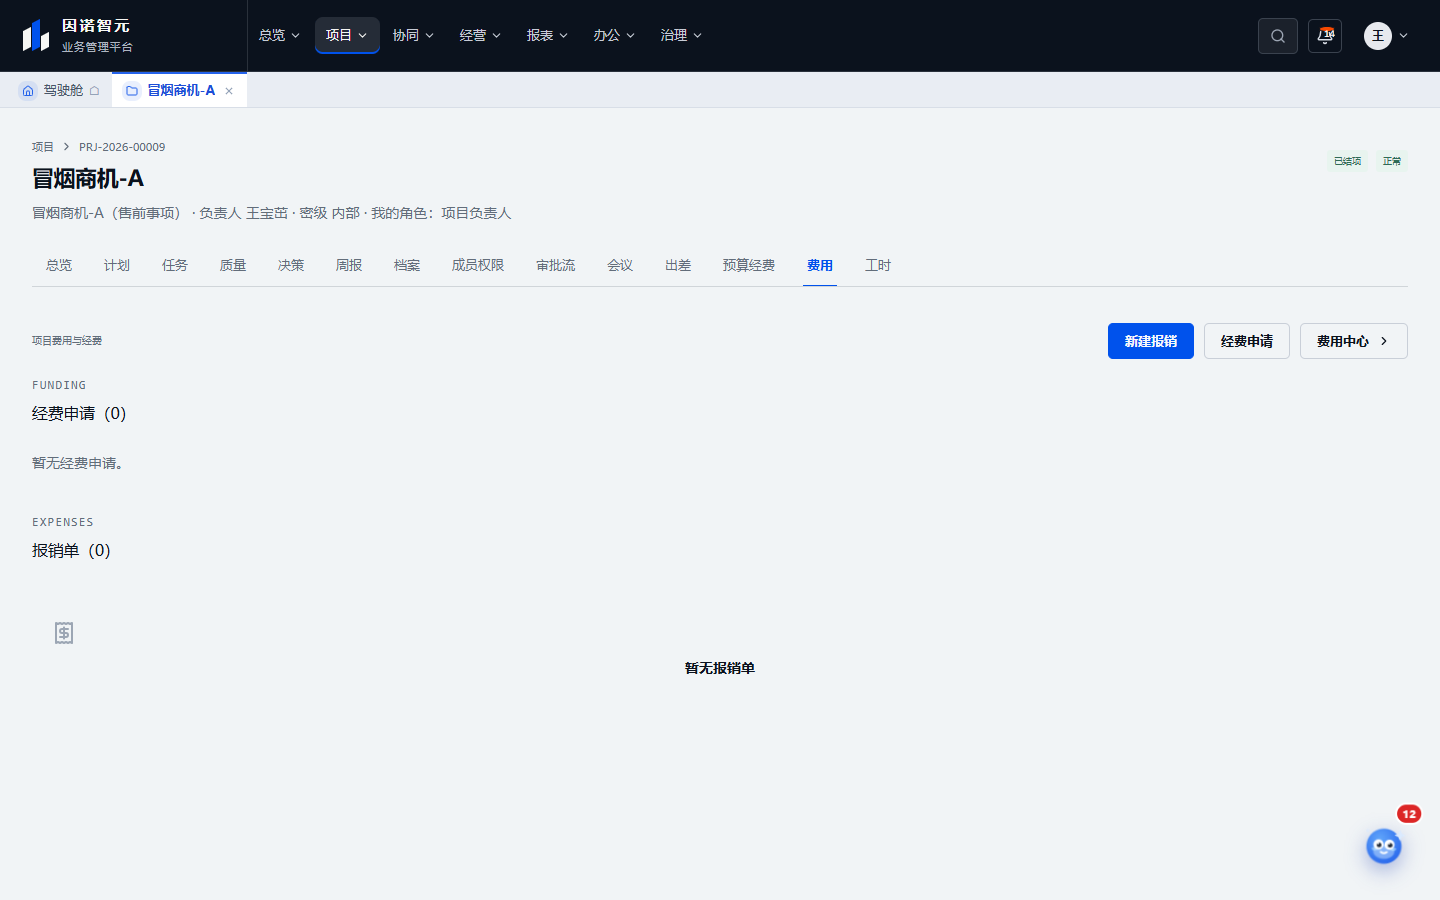 因诺智元
业务管理平台
总览 项目 协同 经营 报表 办公 治理
14
王
驾驶舱
冒烟商机-A
项目 > PRJ-2026-00009
已结项 正常
冒烟商机-A
冒烟商机-A（售前事项） · 负责人 王宝茁 · 密级 内部 · 我的角色：项目负责人
总览 计划 任务 质量 决策 周报 档案 成员权限 审批流 会议 出差 预算经费 费用 工时
项目费用与经费
新建报销 经费申请 费用中心
FUNDING
经费申请（0）
暂无经费申请。
EXPENSES
报销单（0）
暂无报销单
12